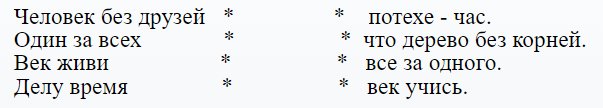 Человек без друзей * * потехе - час.
Один за всех * * что дерево без корней.
Век живи * * все за одного.
Делу время * * век учись.